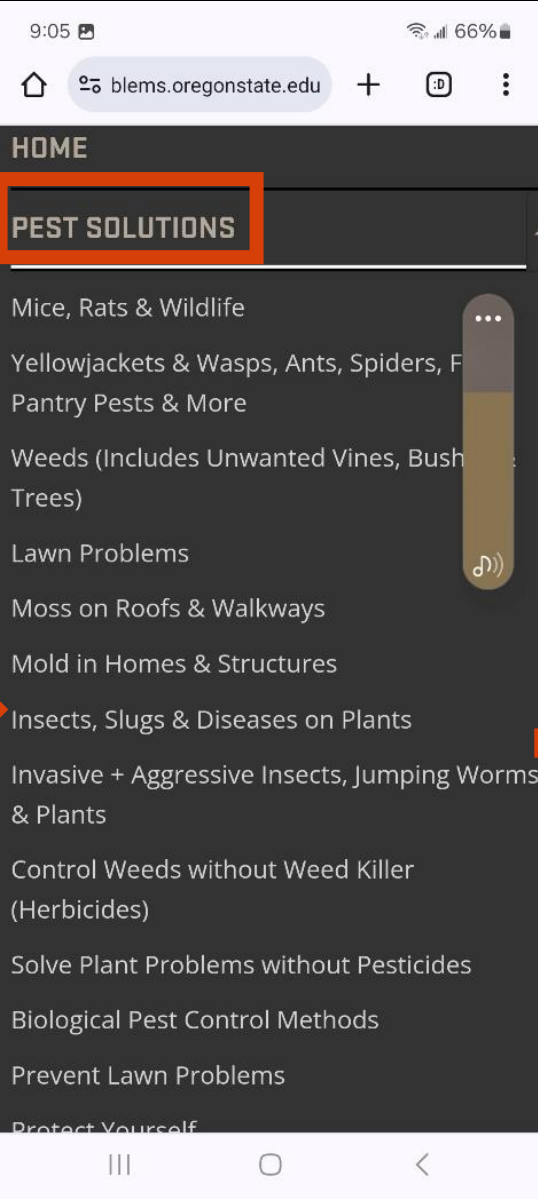 9:05
66%
blems.oregonstate.edu
:D
HOME
PEST SOLUTIONS
Mice, Rats & Wildlife
Yellowjackets & Wasps, Ants, Spiders, F
Pantry Pests & More
Weeds (Includes Unwanted Vines, Bush
Trees)
Lawn Problems
Moss on Roofs & Walkways
Mold in Homes & Structures
Insects, Slugs & Diseases on Plants
Invasive + Aggressive Insects, Jumping Worms
& Plants
Control Weeds without Weed Killer
(Herbicides)
Solve Plant Problems without Pesticides
Biological Pest Control Methods
Prevent Lawn Problems
Protect Yourself